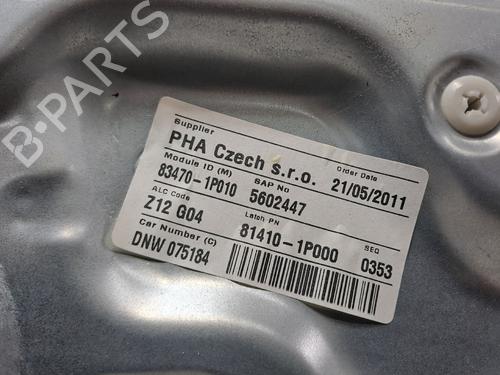 B-PARTS
Supplier
PHA Czech s.r.o.
Order Date
21/05/2011
Module ID (M)
83470-1P010
SAP No
5602447
ALC Code
Z12 G04
Latch PN
81410-1P000
SEQ
0353
Car Number (C)
DNW 075184